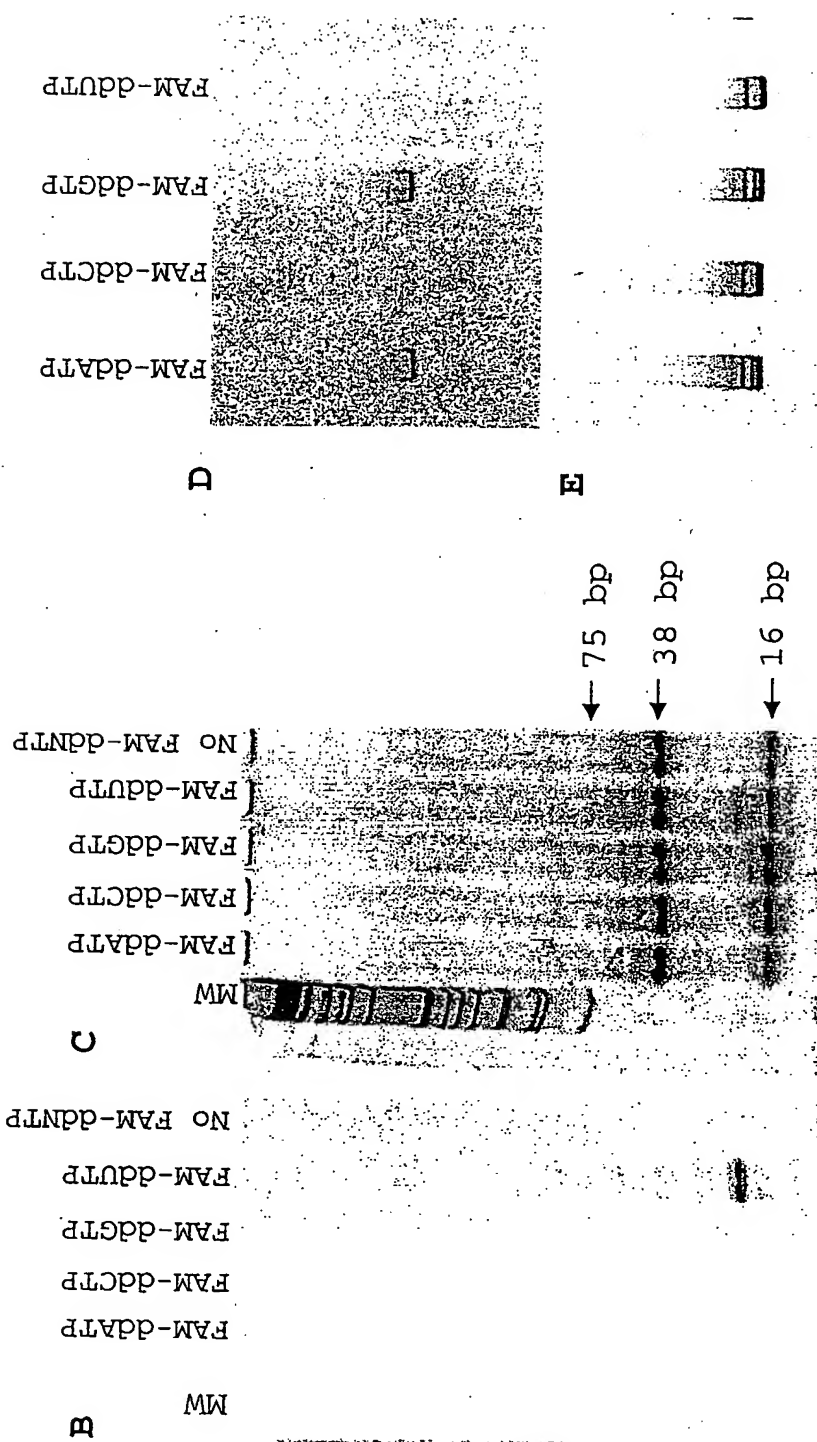 B
MW
FAM-ddATP
FAM-ddCTP
FAM-ddGTP
FAM-ddUTP
No FAM-ddNTP
C
MW
FAM-ddATP
FAM-ddCTP
FAM-ddGTP
FAM-ddUTP
No FAM-ddNTP
75 bp
38 bp
16 bp
D
FAM-ddATP
FAM-ddCTP
FAM-ddGTP
FAM-ddUTP
E